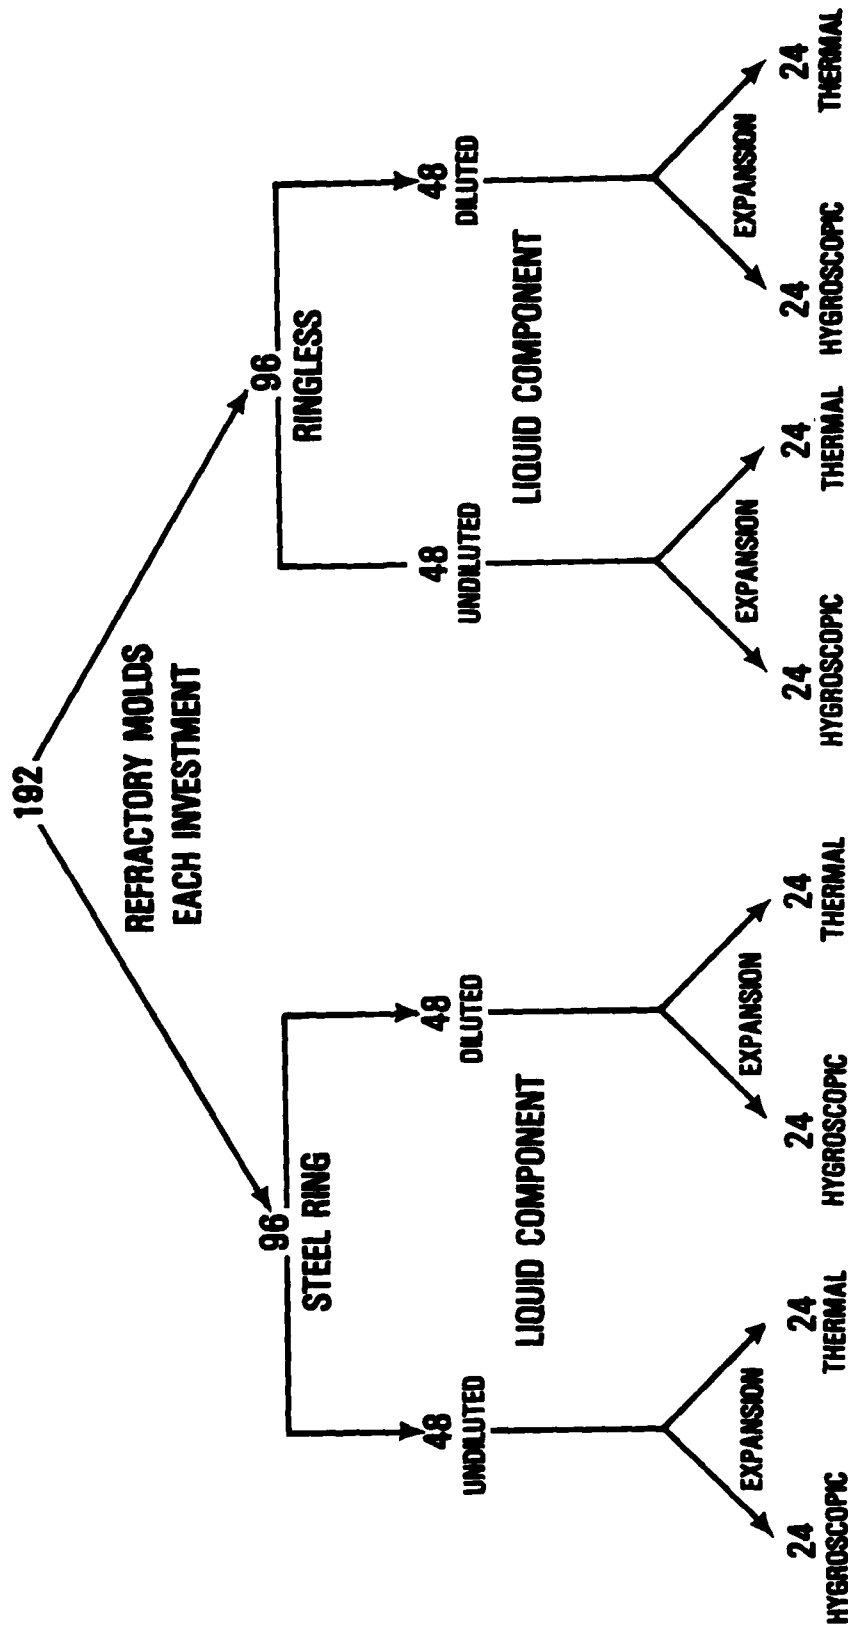 192
REFRACTORY MOLDS
EACH INVESTMENT
96
STEEL RING
96
RINGLESS
48
UNDILUTED
48
DILUTED
48
UNDILUTED
48
DILUTED
LIQUID COMPONENT
LIQUID COMPONENT
EXPANSION
EXPANSION
EXPANSION
EXPANSION
24
HYGROSCOPIC
24
THERMAL
24
HYGROSCOPIC
24
THERMAL
24
HYGROSCOPIC
24
THERMAL
24
HYGROSCOPIC
24
THERMAL